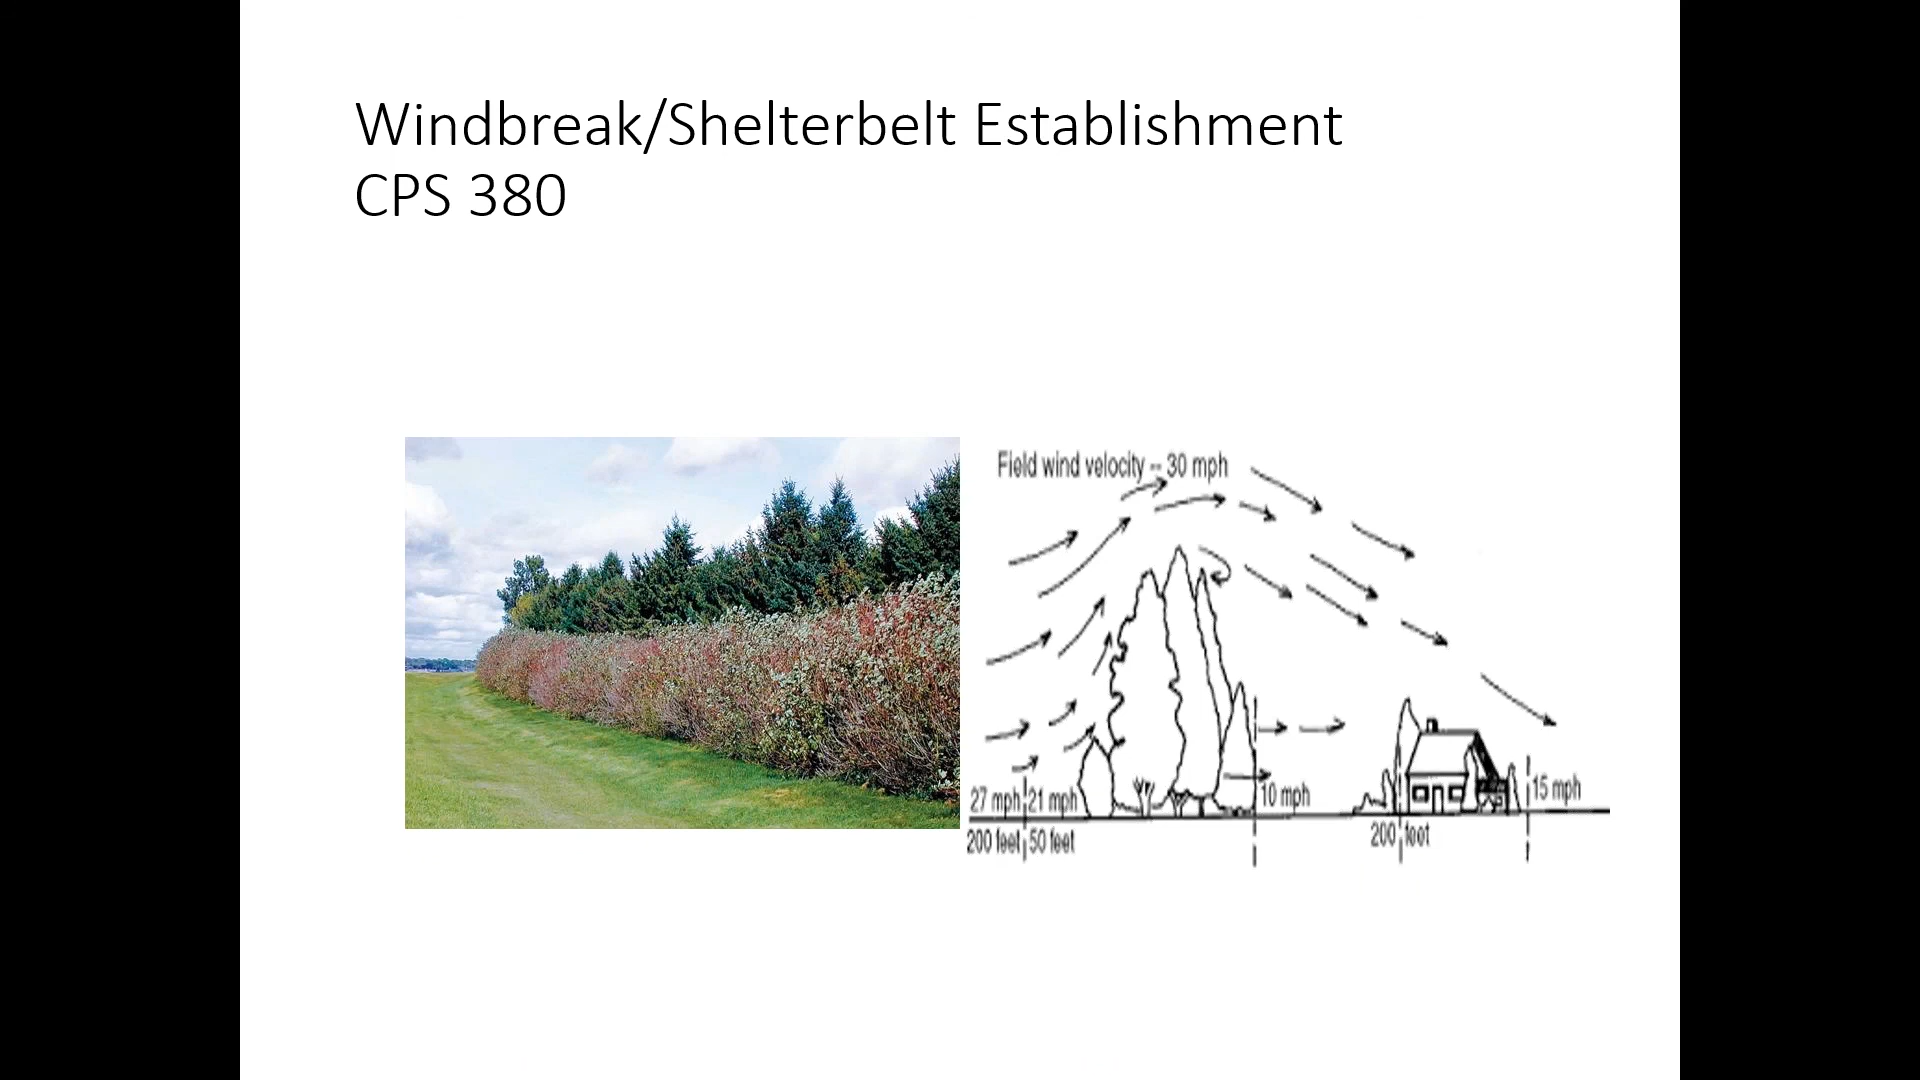 Windbreak/Shelterbelt Establishment
CPS 380
Field wind velocity -- 30 mph
27 mph 21 mph 10 mph 15 mph
200 feet 50 feet 200 feet